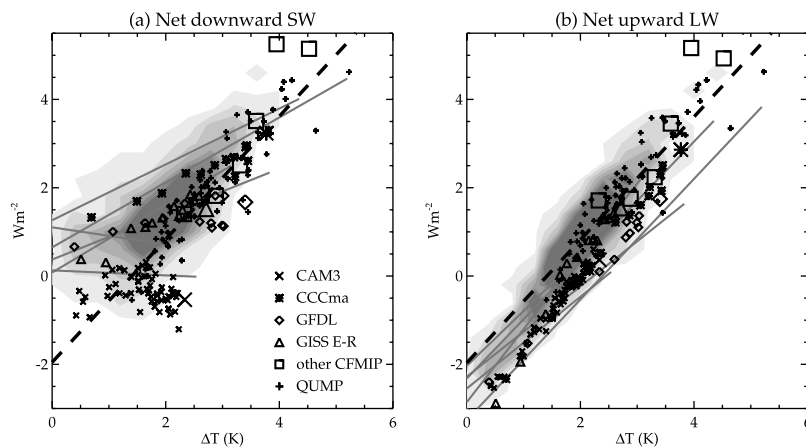 (a) Net downward SW
(b) Net upward LW
Wm-2
4
2
0
-2
CAM3
CCCma
GFDL
GISS E-R
other CFMIP
QUMP
0 2 4 6
ΔT (K)
Wm-2
4
2
0
-2
0 2 4 6
ΔT (K)